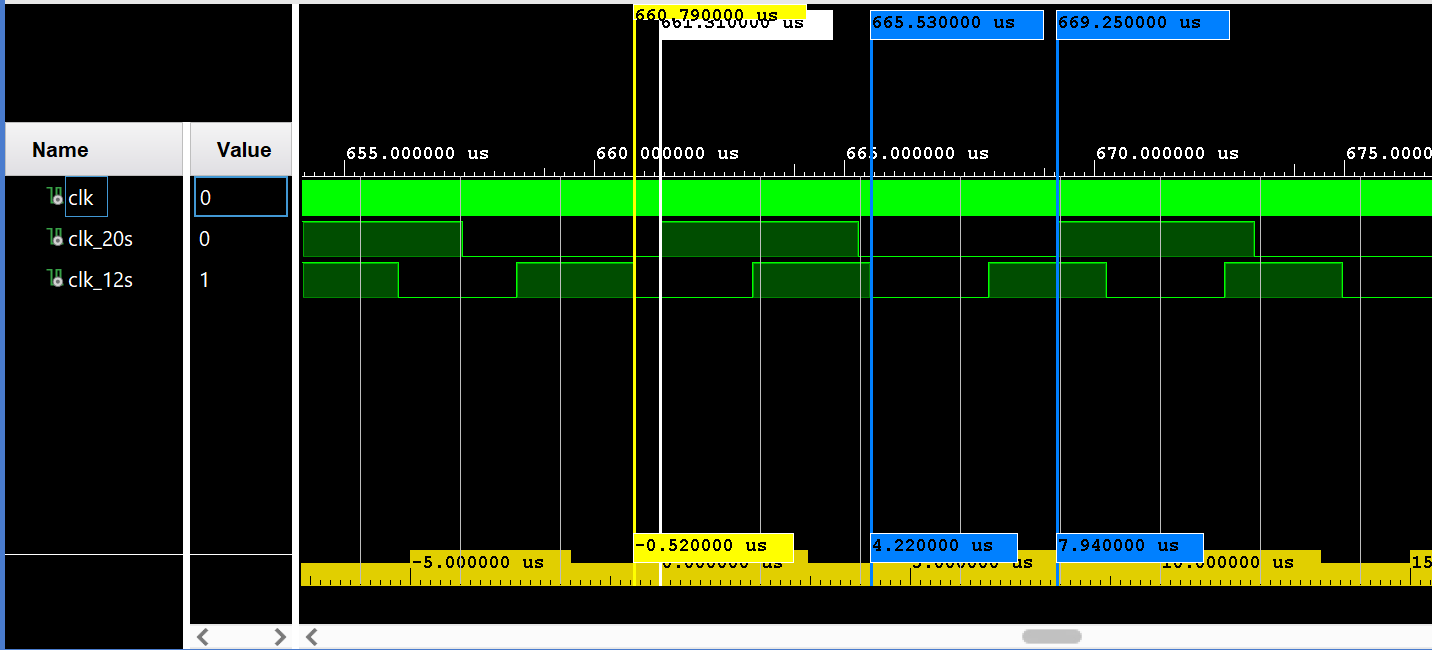 660.790000 us
661.310000 us
665.530000 us
669.250000 us
Name
Value
655.000000 us
660.000000 us
665.000000 us
670.000000 us
675.0000
clk
0
clk_20s
0
clk_12s
1
-0.520000 us
4.220000 us
7.940000 us
-5.000000 us
0.000000 us
5.000000 us
10.000000 us
15